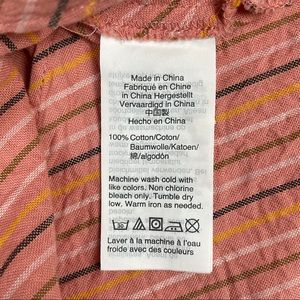 Made in China
Fabriqué en Chine
in China Hergestellt
Vervaardigd in China
中国製
Hecho en China
100% Cotton/Cotton/
Baumwolle/Katoen/
綿/algodón
Machine wash cold with
like colors. Non chlorine
bleach only. Tumble dry
low. Warm iron as needed.
Laver à la machine à l'eau
froide avec des couleurs